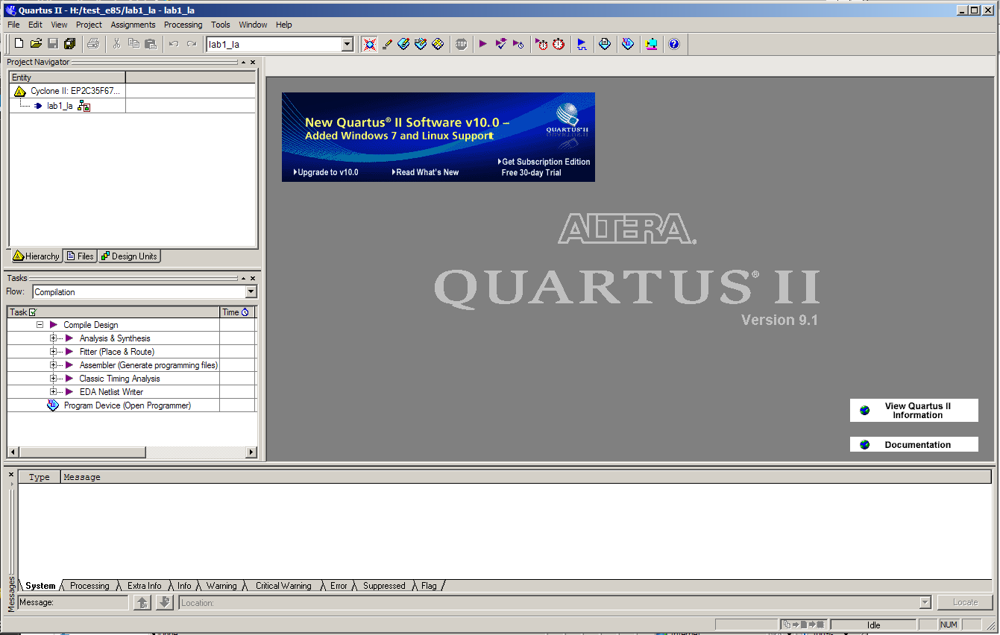 Quartus II - H:/test_e85/lab1_la - lab1_la
File Edit View Project Assignments Processing Tools Window Help
lab1_la
STOP
Project Navigator
Entity
Cyclone II: EP2C35F67...
lab1_la
Hierarchy Files Design Units
Tasks
Flow: Compilation
Task Time
Compile Design
Analysis & Synthesis
Fitter (Place & Route)
Assembler (Generate programming files)
Classic Timing Analysis
EDA Netlist Writer
Program Device (Open Programmer)
New Quartus® II Software v10.0 –
Added Windows 7 and Linux Support
QUARTUS® II
Get Subscription Edition
Upgrade to v10.0 Read What's New Free 30-day Trial
ALTERA®
QUARTUS® II
Version 9.1
View Quartus II
Information
Documentation
Type Message
System Processing Extra Info Info Warning Critical Warning Error Suppressed Flag
Messages
Message: Location: Locate
Idle NUM